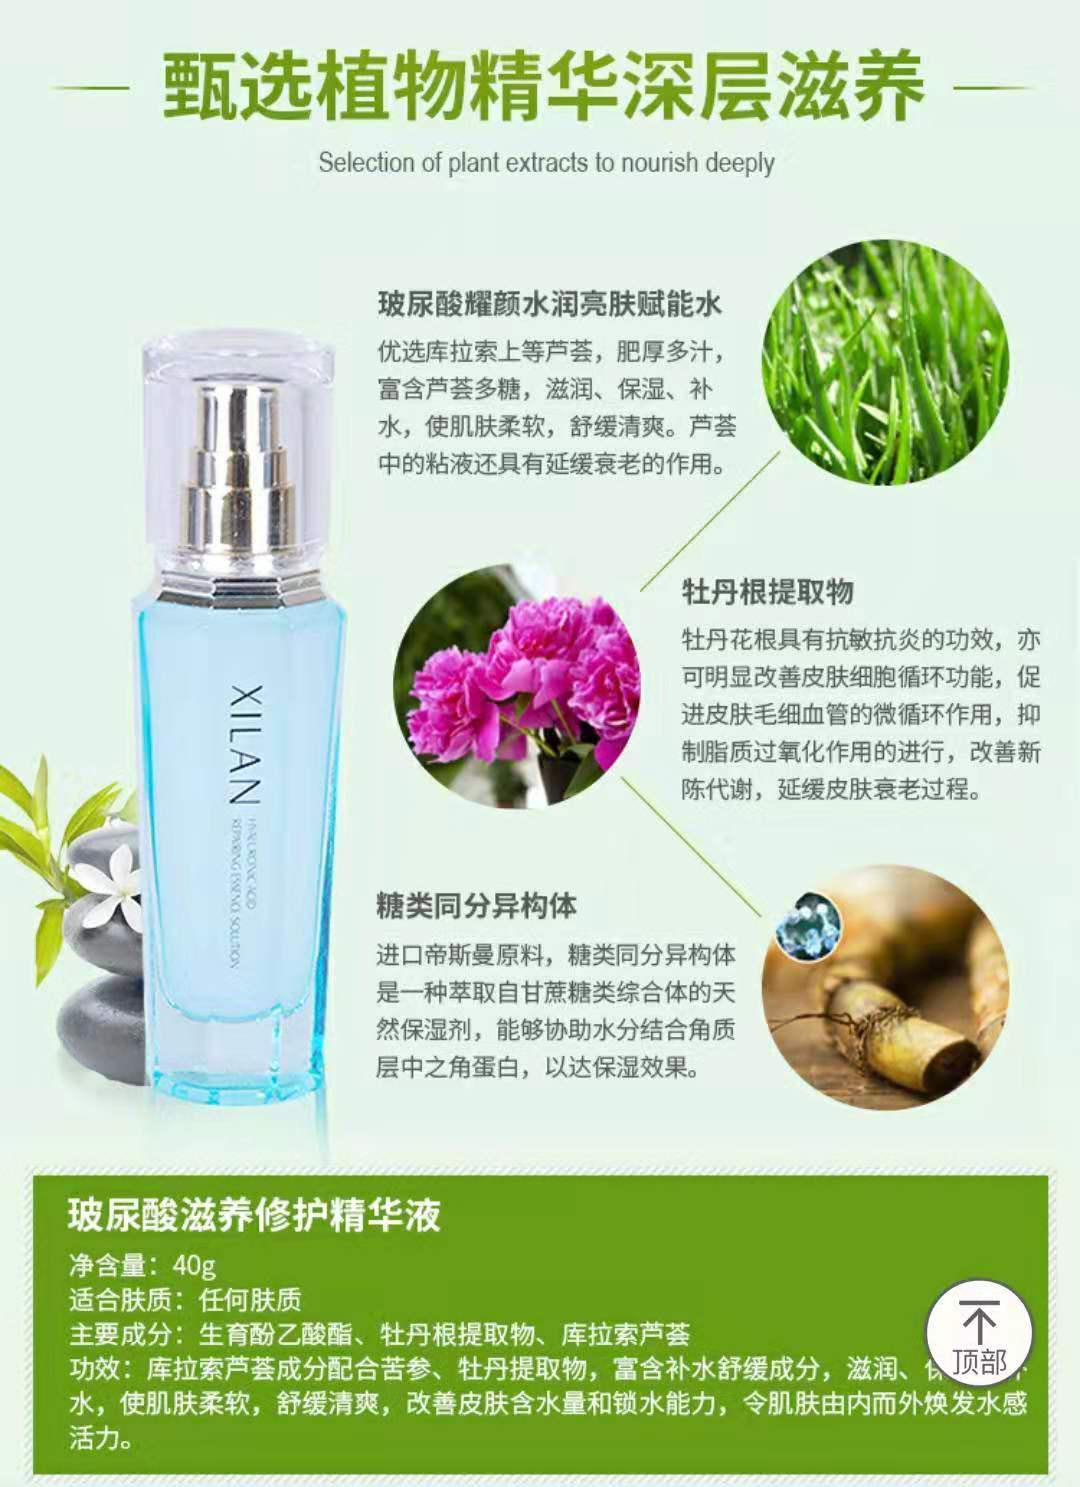 甄选植物精华深层滋养
Selection of plant extracts to nourish deeply
玻尿酸耀颜水润亮肤赋能水
优选库拉索上等芦荟，肥厚多汁，
富含芦荟多糖，滋润、保湿、补
水，使肌肤柔软，舒缓清爽。芦荟
中的粘液还具有延缓衰老的作用。
牡丹根提取物
牡丹花根具有抗敏抗炎的功效，亦
可明显改善皮肤细胞循环功能，促
进皮肤毛细血管的微循环作用，抑
制脂质过氧化作用的进行，改善新
陈代谢，延缓皮肤衰老过程。
XILAN
HYALURONIC ACID
REPAIRING ESSENCE SOLUTION
糖类同分异构体
进口帝斯曼原料，糖类同分异构体
是一种萃取自甘蔗糖类综合体的天
然保湿剂，能够协助水分结合角质
层中之角蛋白，以达保湿效果。
玻尿酸滋养修护精华液
净含量：40g
适合肤质：任何肤质
主要成分：生育酚乙酸酯、牡丹根提取物、库拉索芦荟
功效：库拉索芦荟成分配合苦参、牡丹提取物，富含补水舒缓成分，滋润、
水，使肌肤柔软，舒缓清爽，改善皮肤含水量和锁水能力，令肌肤由内而外焕发水感
活力。
顶部